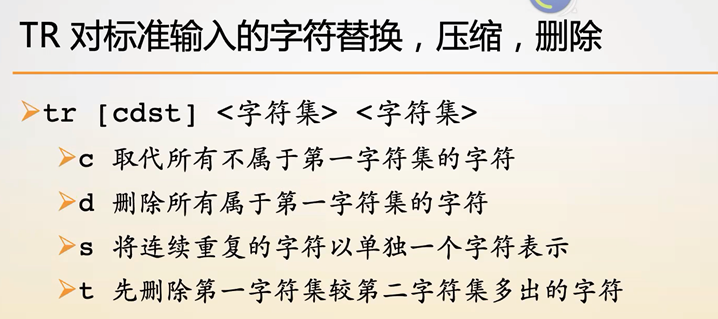 TR 对标准输入的字符替换，压缩，删除
tr [cdst] <字符集> <字符集>
c 取代所有不属于第一字符集的字符
d 删除所有属于第一字符集的字符
s 将连续重复的字符以单独一个字符表示
t 先删除第一字符集较第二字符集多出的字符